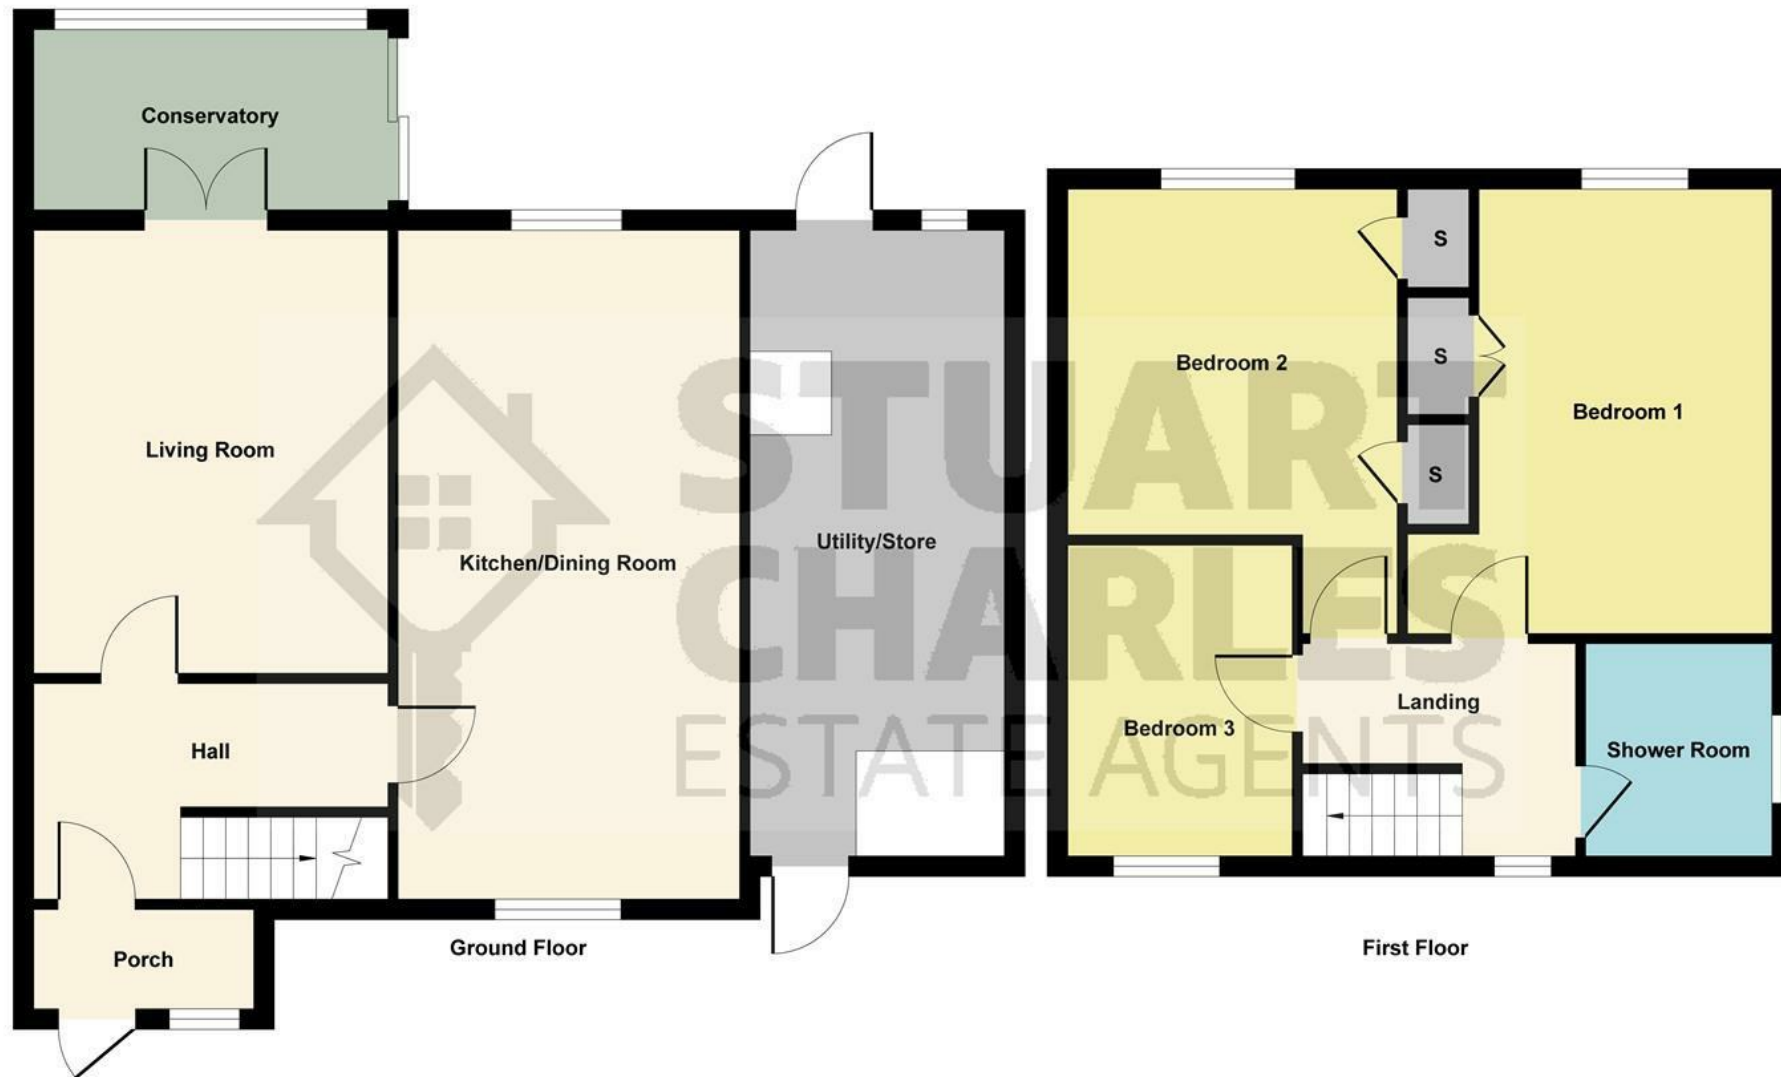 Conservatory
Living Room
Kitchen/Dining Room
Utility/Store
Hall
Porch
Ground Floor
Bedroom 2
S
S
S
Bedroom 1
Bedroom 3
Landing
Shower Room
First Floor
STUART
CHARLES
ESTATE AGENTS